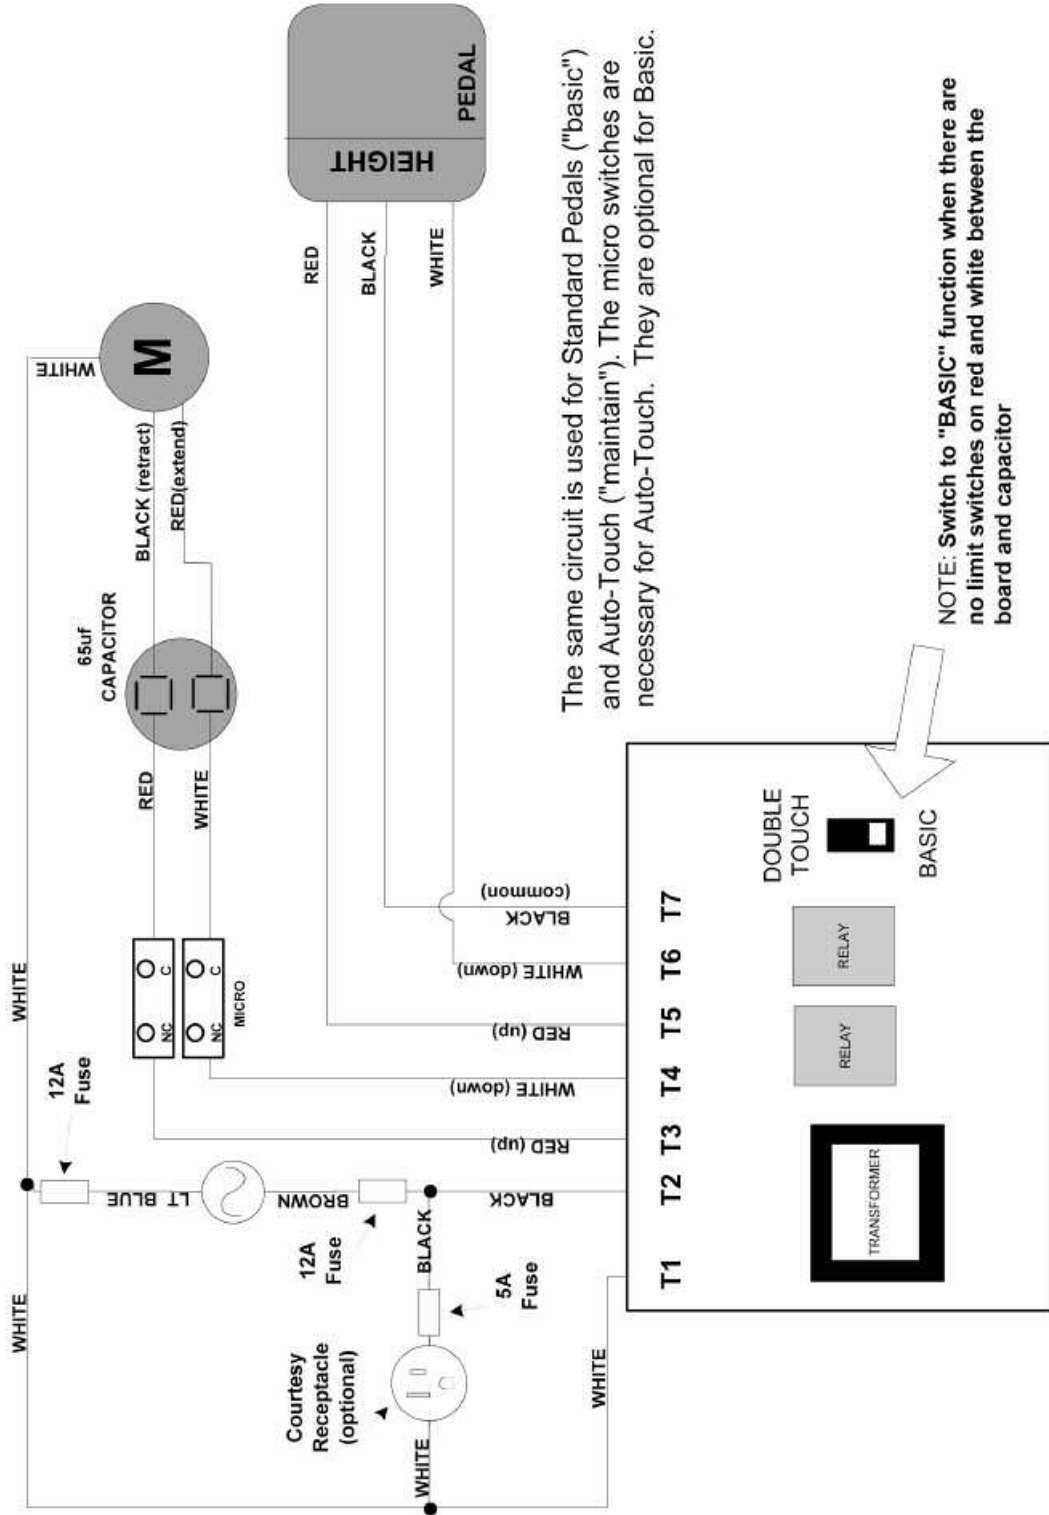 WHITE
WHITE
WHITE
12A
Fuse
65uf
CAPACITOR
M
LT BLUE
RED
BLACK (retract)
NC
C
RED(extend)
WHITE
NC
C
MICRO
Courtesy
Receptacle
(optional)
12A
Fuse
BROWN
RED
HEIGHT
PEDAL
BLACK
WHITE
WHITE
BLACK
5A
Fuse
WHITE
BLACK
RED (up)
WHITE (down)
RED (up)
WHITE (down)
BLACK
(common)
The same circuit is used for Standard Pedals ("basic")
and Auto-Touch ("maintain"). The micro switches are
necessary for Auto-Touch. They are optional for Basic.
T1
T2
T3
T4
T5
T6
T7
TRANSFORMER
RELAY
RELAY
DOUBLE
TOUCH
BASIC
NOTE: Switch to "BASIC" function when there are
no limit switches on red and white between the
board and capacitor